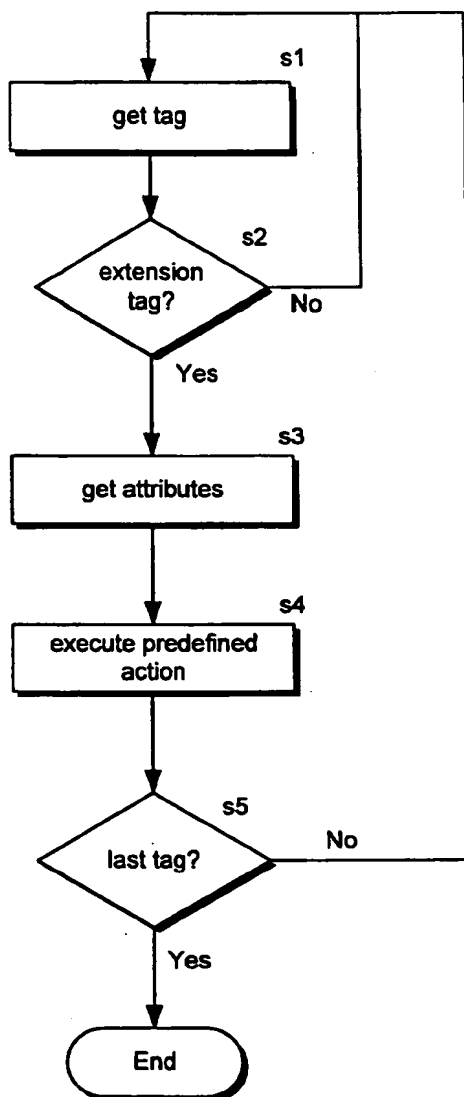 s1
get tag
s2
extension
tag?
No
Yes
s3
get attributes
s4
execute predefined
action
s5
last tag?
No
Yes
End